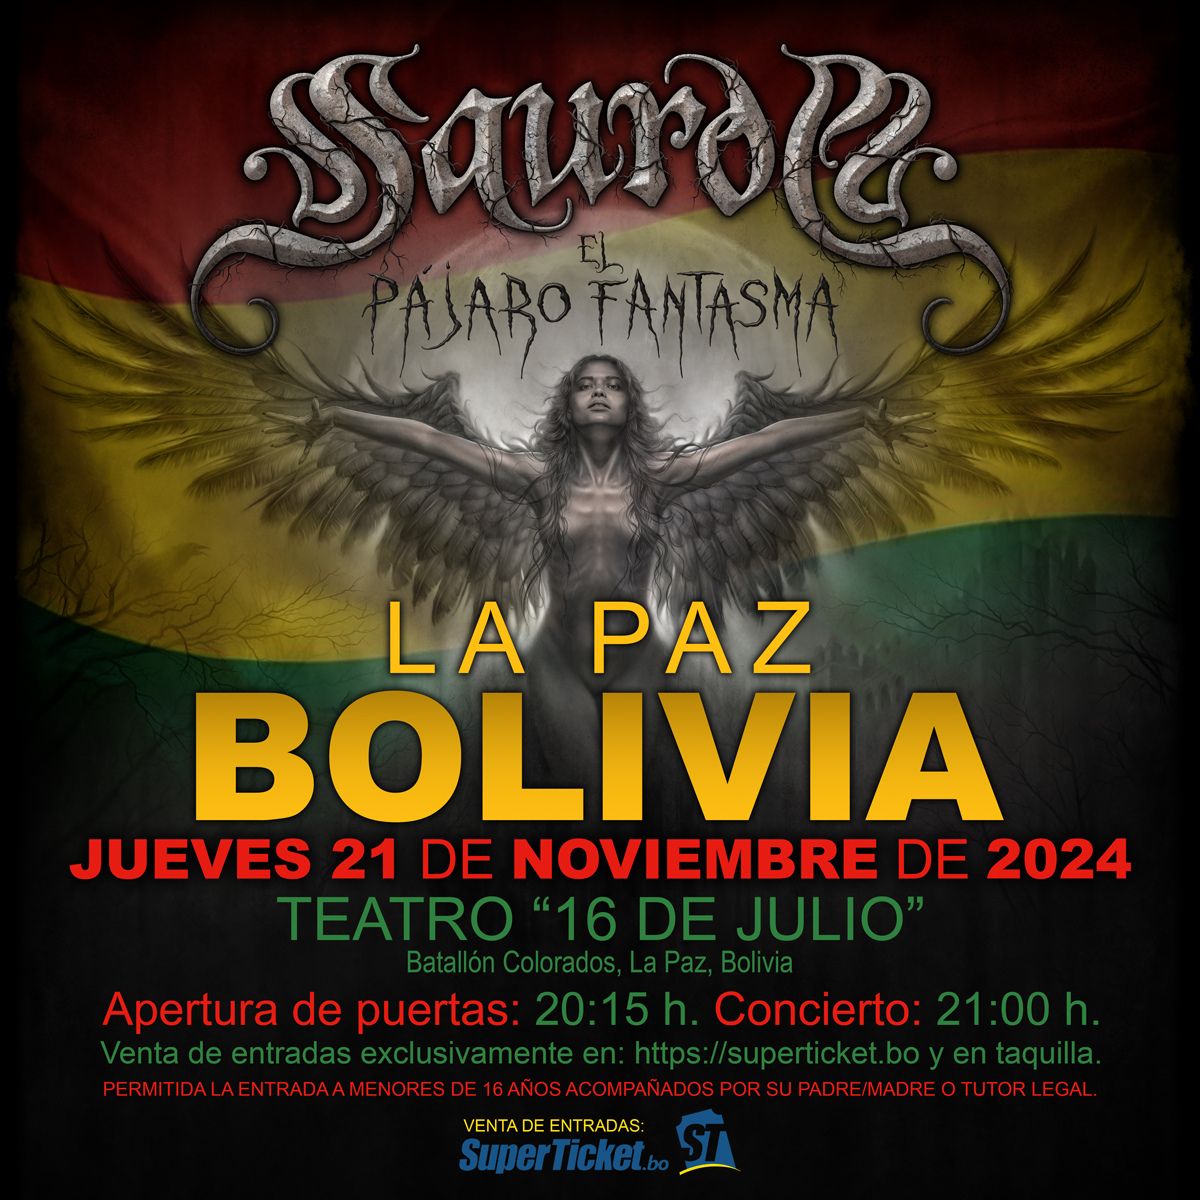 Saurom
EL
PÁJARO FANTASMA
LA PAZ
BOLIVIA
JUEVES 21 DE NOVIEMBRE DE 2024
TEATRO “16 DE JULIO”
Batallón Colorados, La Paz, Bolivia
Apertura de puertas: 20:15 h. Concierto: 21:00 h.
Venta de entradas exclusivamente en: https://superticket.bo y en taquilla.
PERMITIDA LA ENTRADA A MENORES DE 16 AÑOS ACOMPAÑADOS POR SU PADRE/MADRE O TUTOR LEGAL.
VENTA DE ENTRADAS:
SuperTicket.bo ST